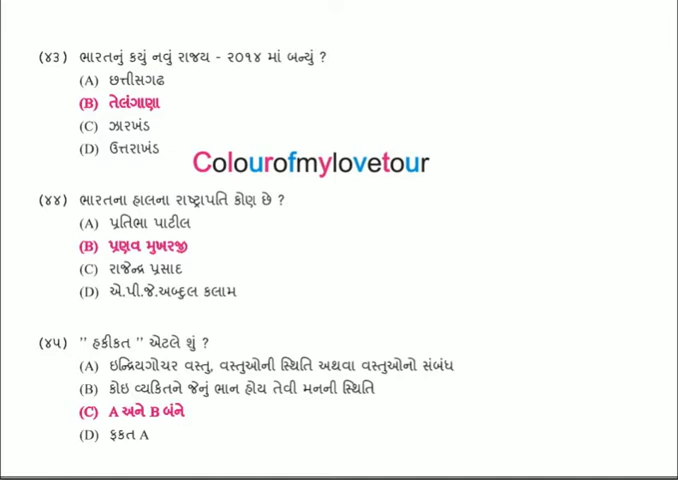 (૪૩) ભારતનું કયું નવું રાજય - ૨૦૧૪ માં બન્યું ?
(A) છત્તીસગઢ
(B) તેલંગાણા
(C) ઝારખંડ
(D) ઉત્તરાખંડ
Colourofmylovetour
(૪૪) ભારતના હાલના રાષ્ટ્રાપતિ કોણ છે ?
(A) પ્રતિભા પાટીલ
(B) પ્રણવ મુખરજી
(C) રાજેન્દ્ર પ્રસાદ
(D) એ.પી.જે.અબ્દુલ કલામ
(૪૫) " હકીકત " એટલે શું ?
(A) ઇન્દ્રિયગોચર વસ્તુ, વસ્તુઓની સ્થિતિ અથવા વસ્તુઓનો સંબંધ
(B) કોઇ વ્યકિતને જેનું ભાન હોય તેવી મનની સ્થિતિ
(C) A અને B બંને
(D) ફકત A